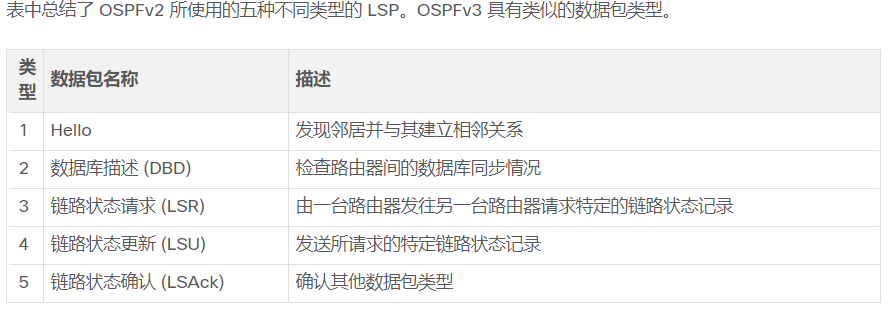 表中总结了 OSPFv2 所使用的五种不同类型的 LSP。OSPFv3 具有类似的数据包类型。
类型 数据包名称 描述
1 Hello 发现邻居并与其建立相邻关系
2 数据库描述 (DBD) 检查路由器间的数据库同步情况
3 链路状态请求 (LSR) 由一台路由器发往另一台路由器请求特定的链路状态记录
4 链路状态更新 (LSU) 发送所请求的特定链路状态记录
5 链路状态确认 (LSAck) 确认其他数据包类型